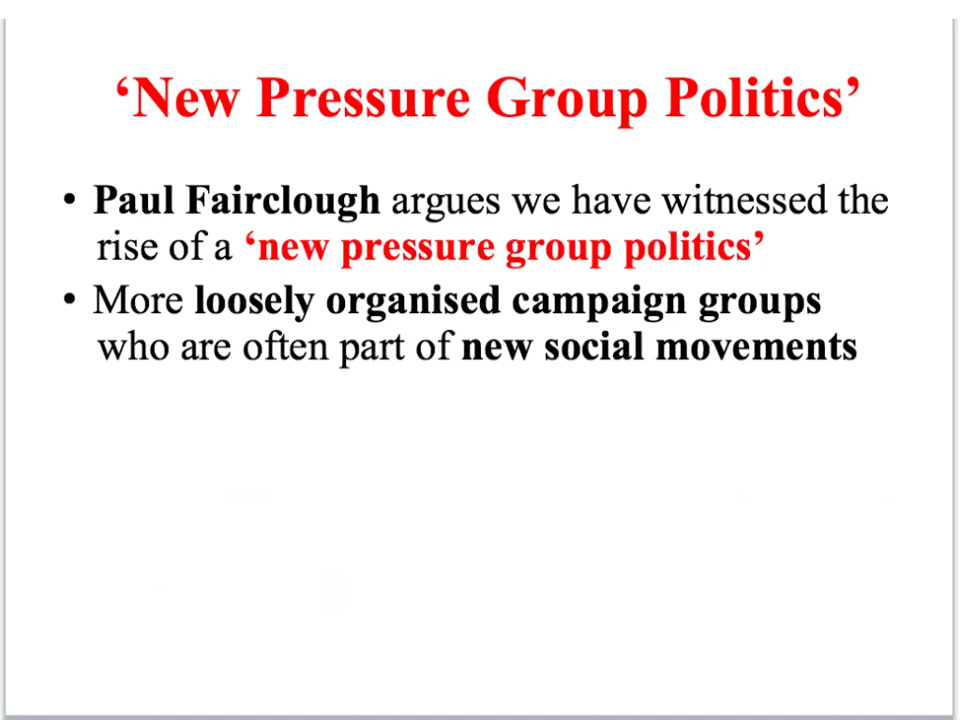 ‘New Pressure Group Politics’
• Paul Fairclough argues we have witnessed the
rise of a ‘new pressure group politics’
• More loosely organised campaign groups
who are often part of new social movements